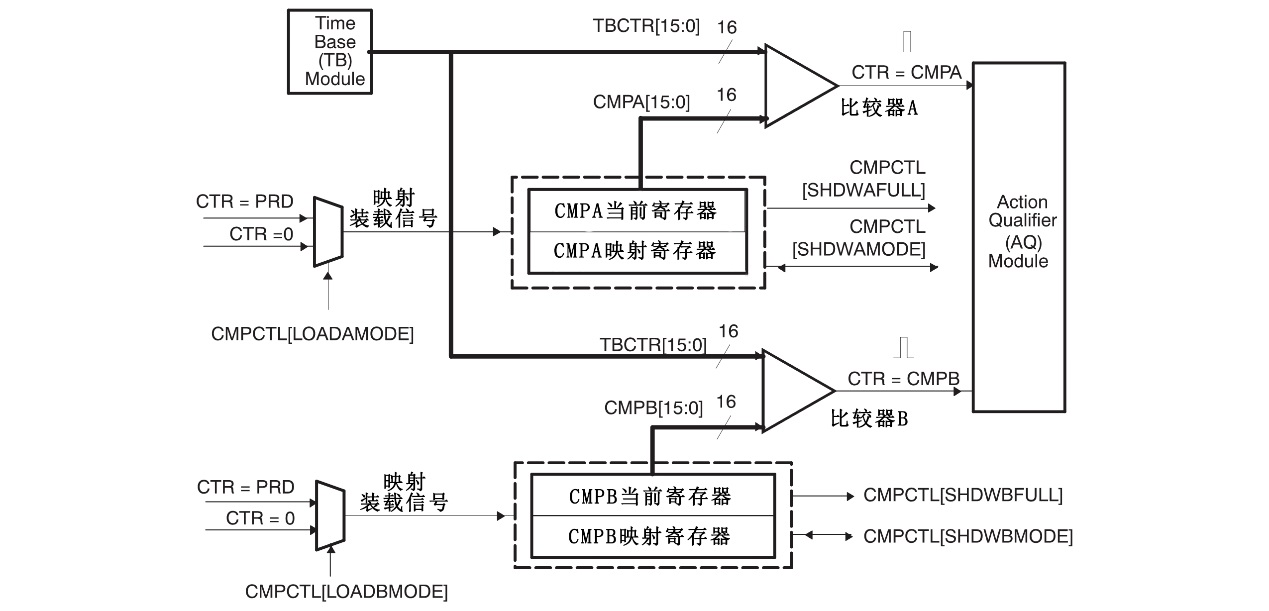 Time
Base
(TB)
Module
TBCTR[15:0]
16
CTR = CMPA
比较器A
CMPA[15:0]
16
CTR = PRD
CTR =0
映射
装载信号
CMPCTL[LOADAMODE]
CMPA当前寄存器
CMPA映射寄存器
CMPCTL
[SHDWAFULL]
CMPCTL
[SHDWAMODE]
Action
Qualifier
(AQ)
Module
TBCTR[15:0]
16
CTR = CMPB
比较器B
CMPB[15:0]
16
CTR = PRD
CTR = 0
映射
装载信号
CMPCTL[LOADBMODE]
CMPB当前寄存器
CMPB映射寄存器
CMPCTL[SHDWBFULL]
CMPCTL[SHDWBMODE]